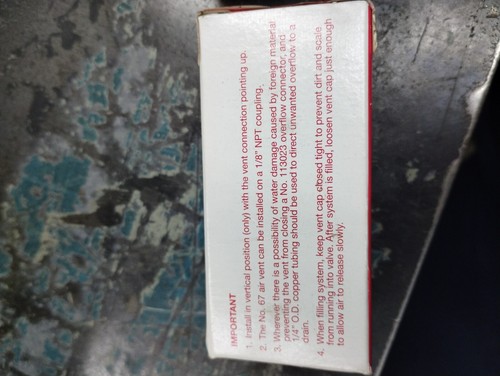 IMPORTANT
1. Install in vertical position (only) with the vent connection pointing up.
2. The No. 67 air vent can be installed on a 1/8" NPT coupling.
3. Wherever there is a possibility of water damage caused by foreign material
preventing the vent from closing a No. 113023 overflow connector, and
1/4" O.D. copper tubing should be used to direct unwanted overflow to a
drain.
4. When filling system, keep vent cap closed tight to prevent dirt and scale
from running into valve. After system is filled, loosen vent cap just enough
to allow air to release slowly.